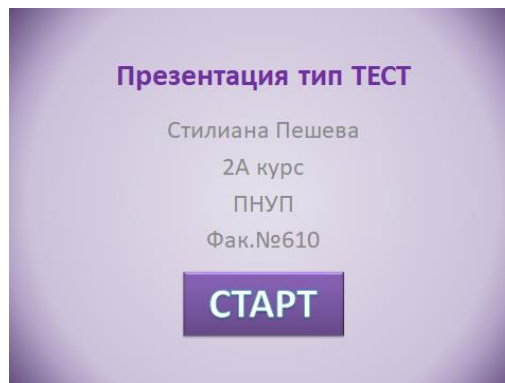 Презентация тип ТЕСТ
Стилиана Пешева
2А курс
ПНУП
Фак.№610
СТАРТ